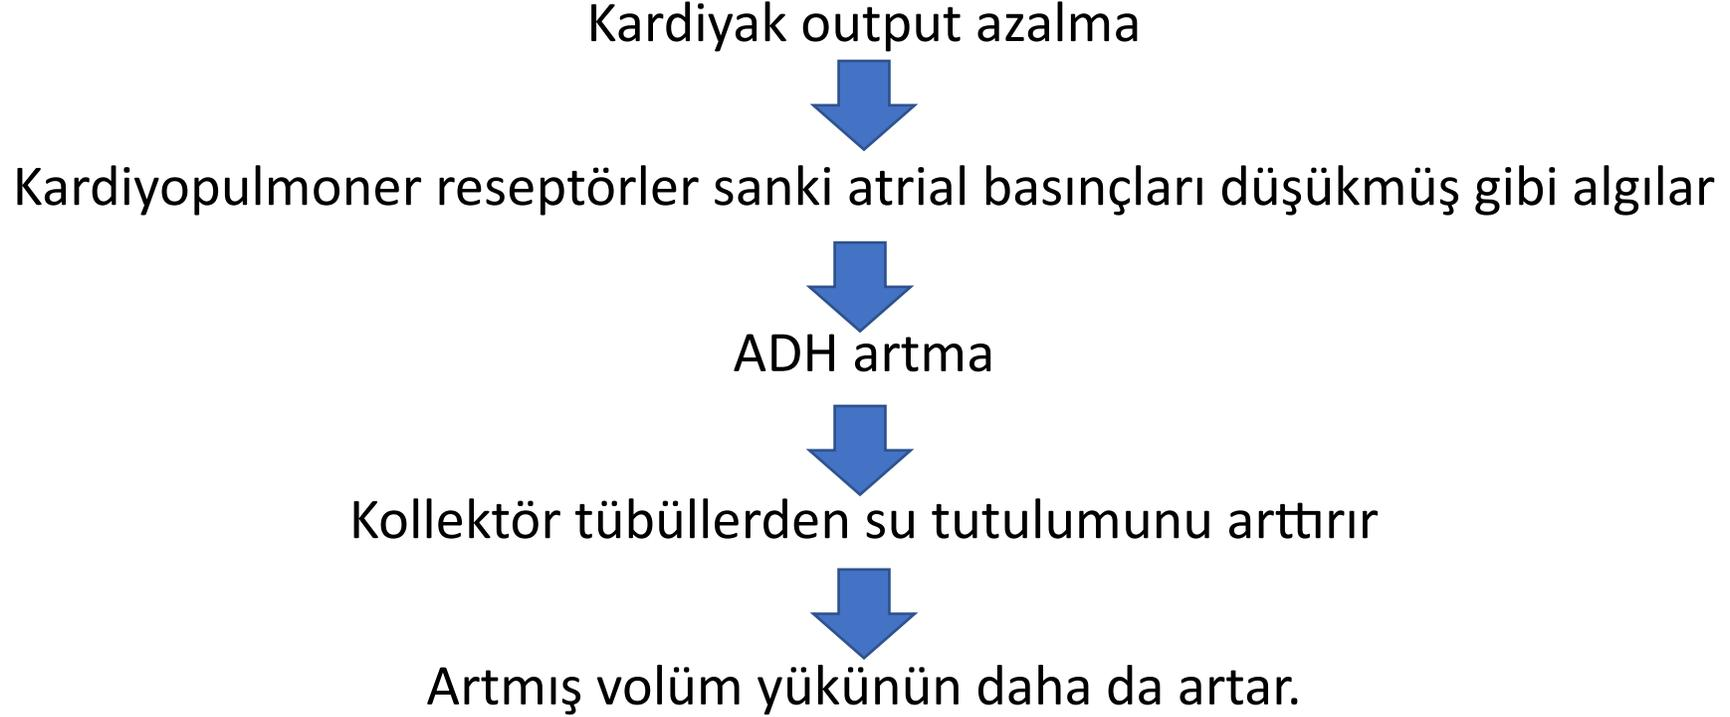 Kardiyak output azalma
Kardiyopulmoner reseptörler sanki atrial basınçları düşükmüş gibi algılar
ADH artma
Kollektör tübüllerden su tutulumunu arttırır
Artmış volüm yükünün daha da artar.